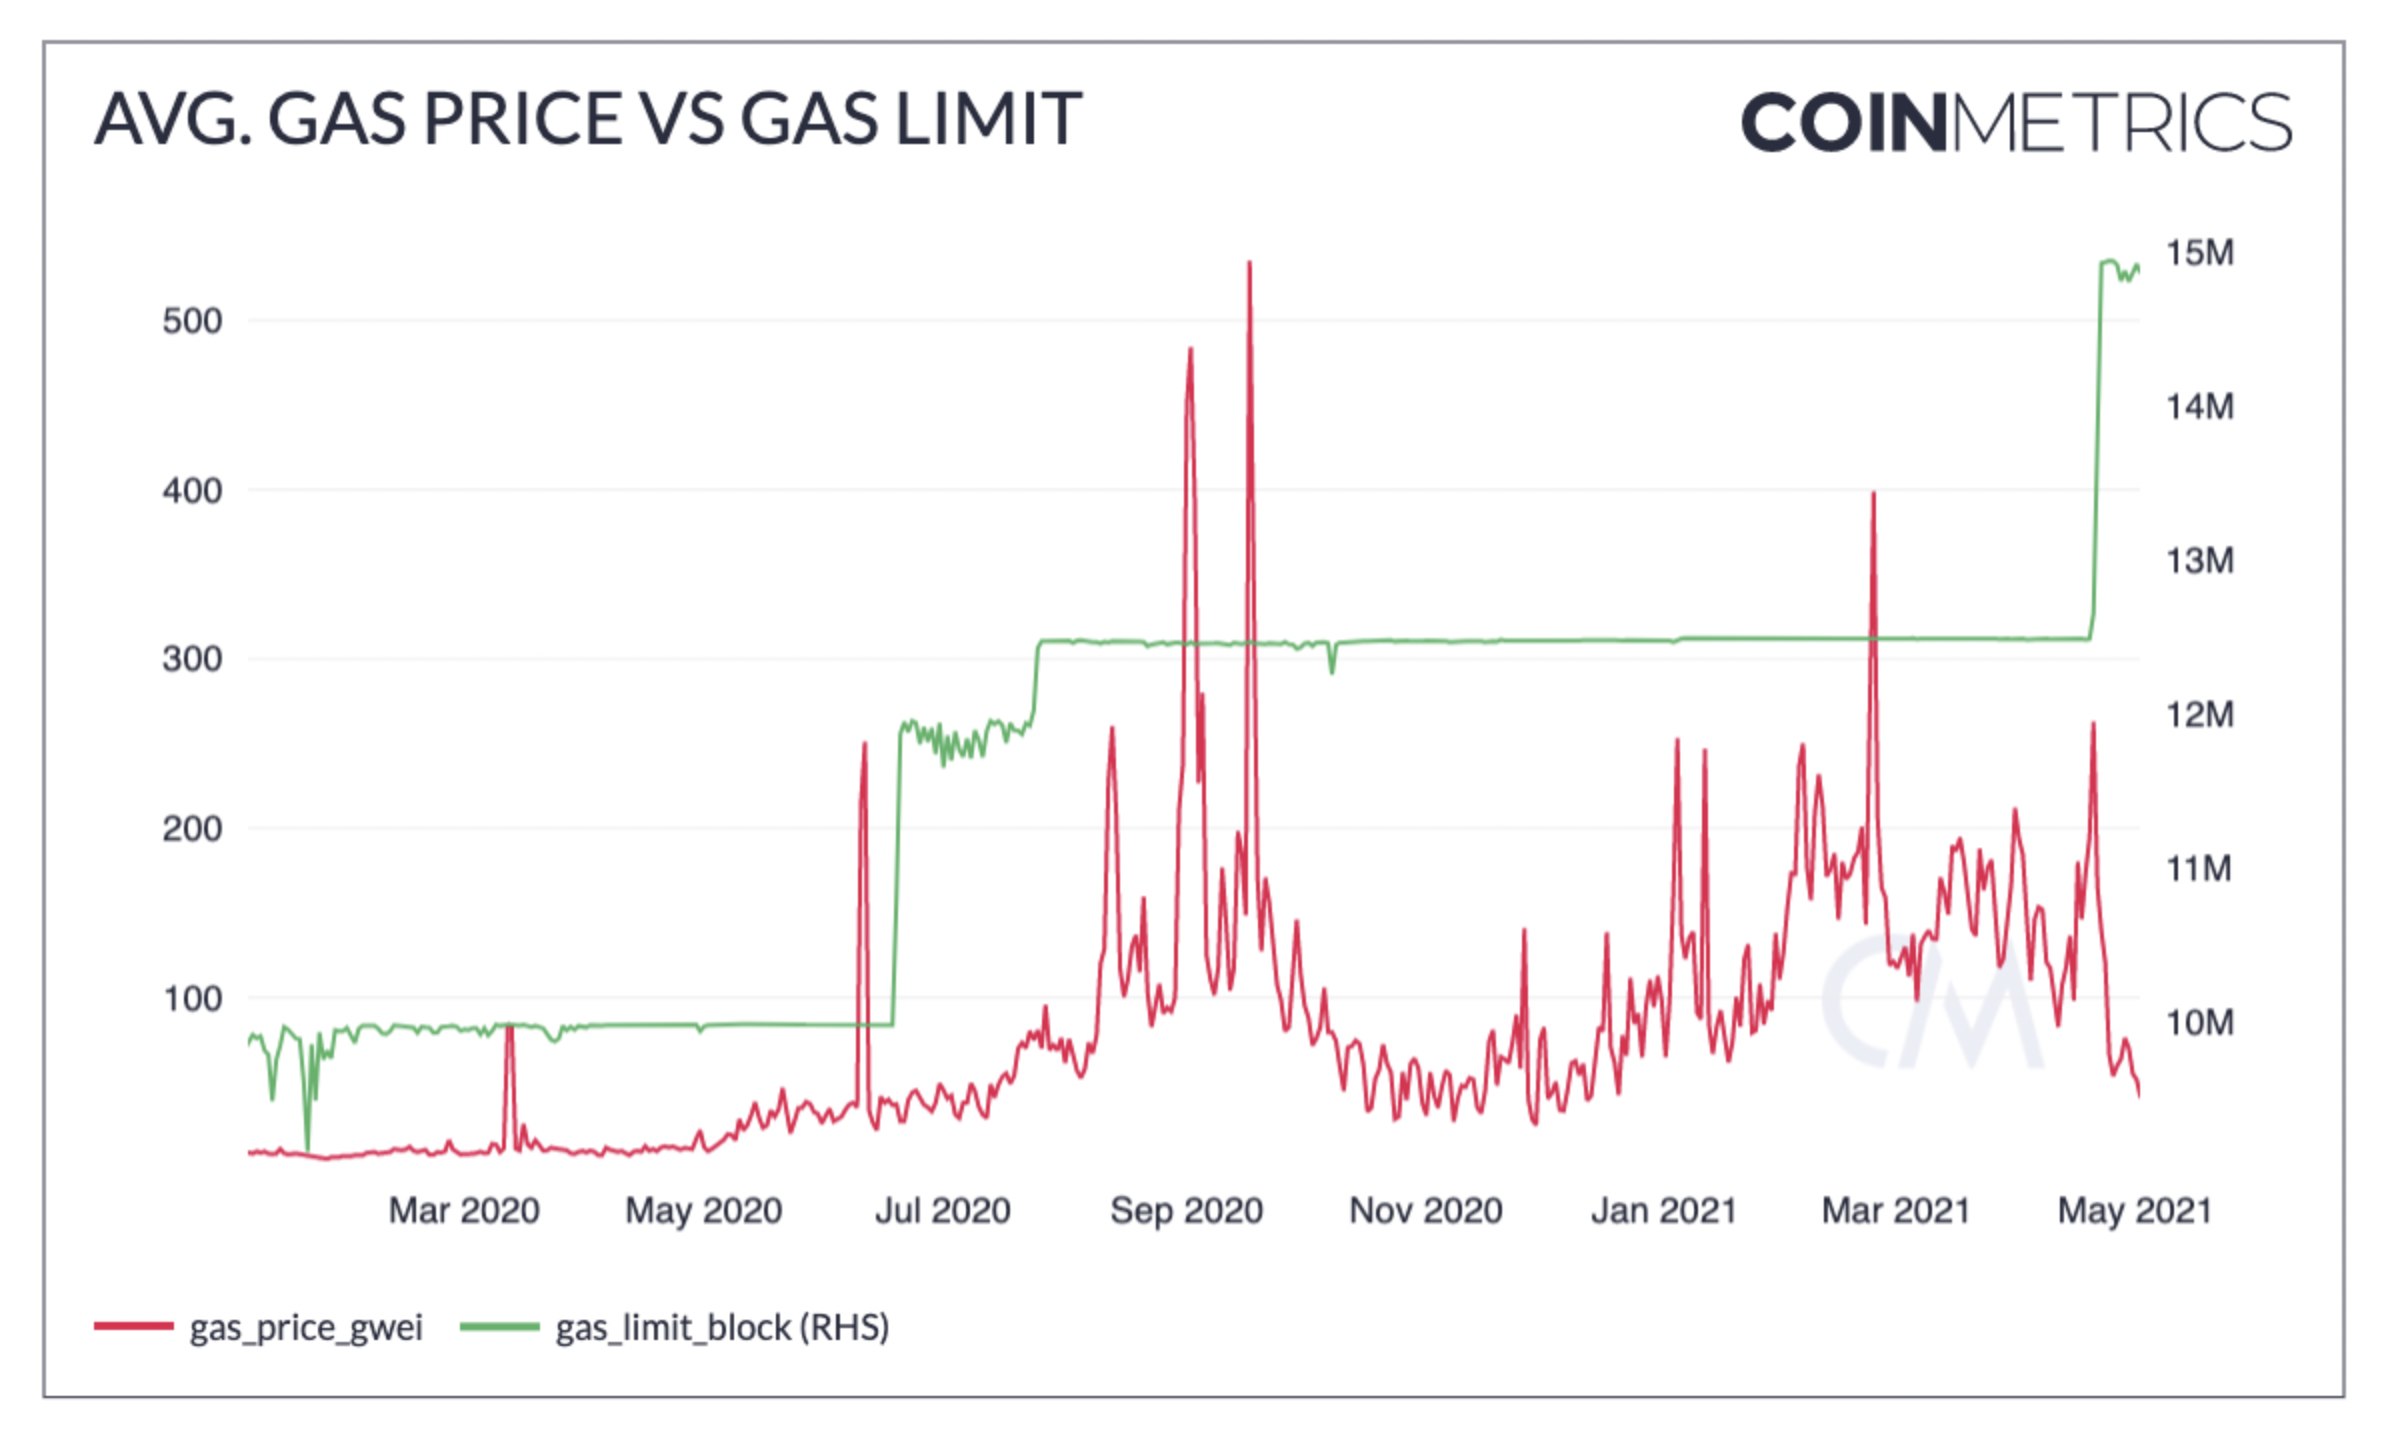 AVG. GAS PRICE VS GAS LIMIT
COINMETRICS
500
400
300
200
100
15M
14M
13M
12M
11M
10M
CM
Mar 2020 May 2020 Jul 2020 Sep 2020 Nov 2020 Jan 2021 Mar 2021 May 2021
gas_price_gwei gas_limit_block (RHS)